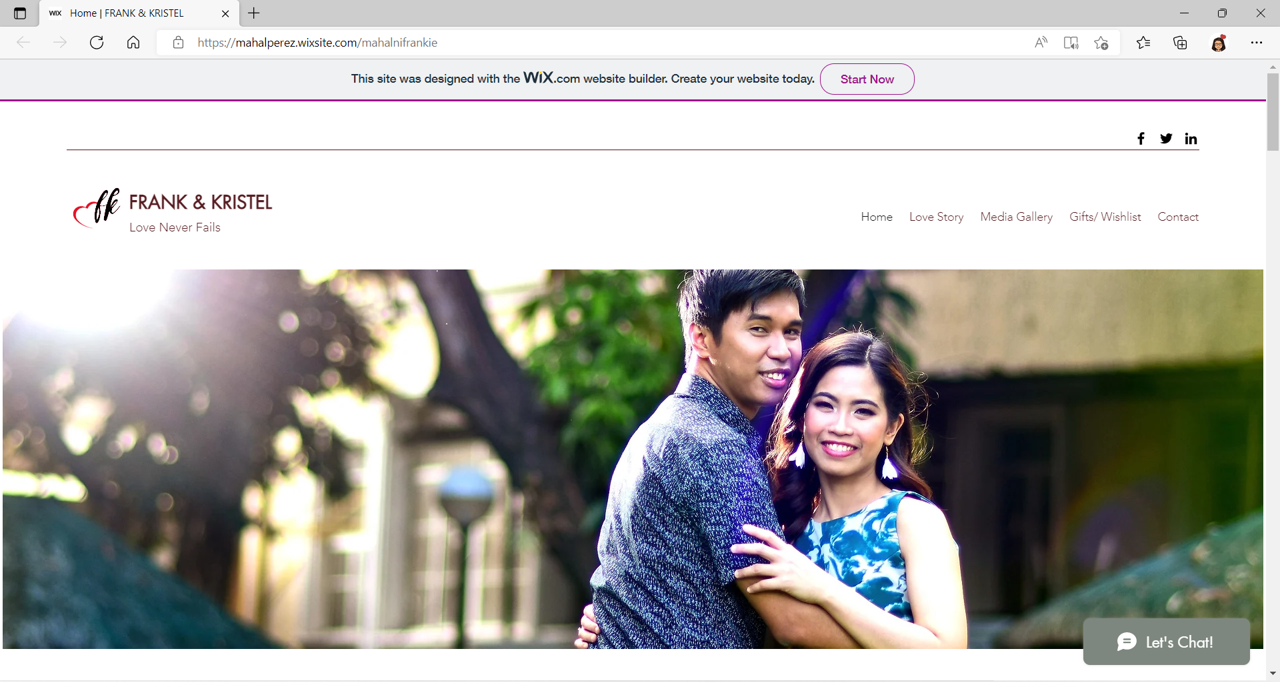 WIX Home | FRANK & KRISTEL
https://mahalperez.wixsite.com/mahalnifrankie
This site was designed with the WiX.com website builder. Create your website today. Start Now
fk
FRANK & KRISTEL
Love Never Fails
Home Love Story Media Gallery Gifts/ Wishlist Contact
Let's Chat!